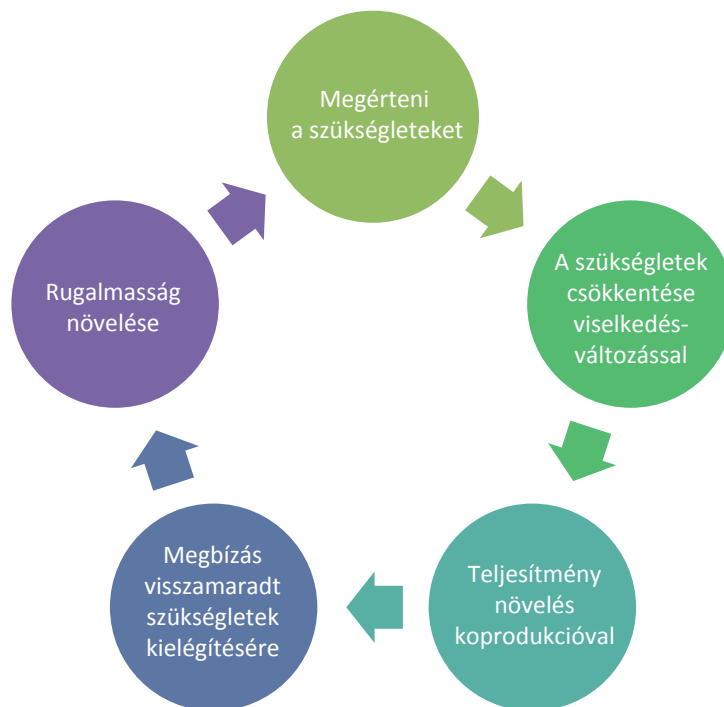 Megérteni
a szükségleteket
A szükségletek
csökkentése
viselkedés-
változással
Teljesítmény
növelés
koprodukcióval
Megbízás
visszamaradt
szükségletek
kielégítésére
Rugalmasság
növelése